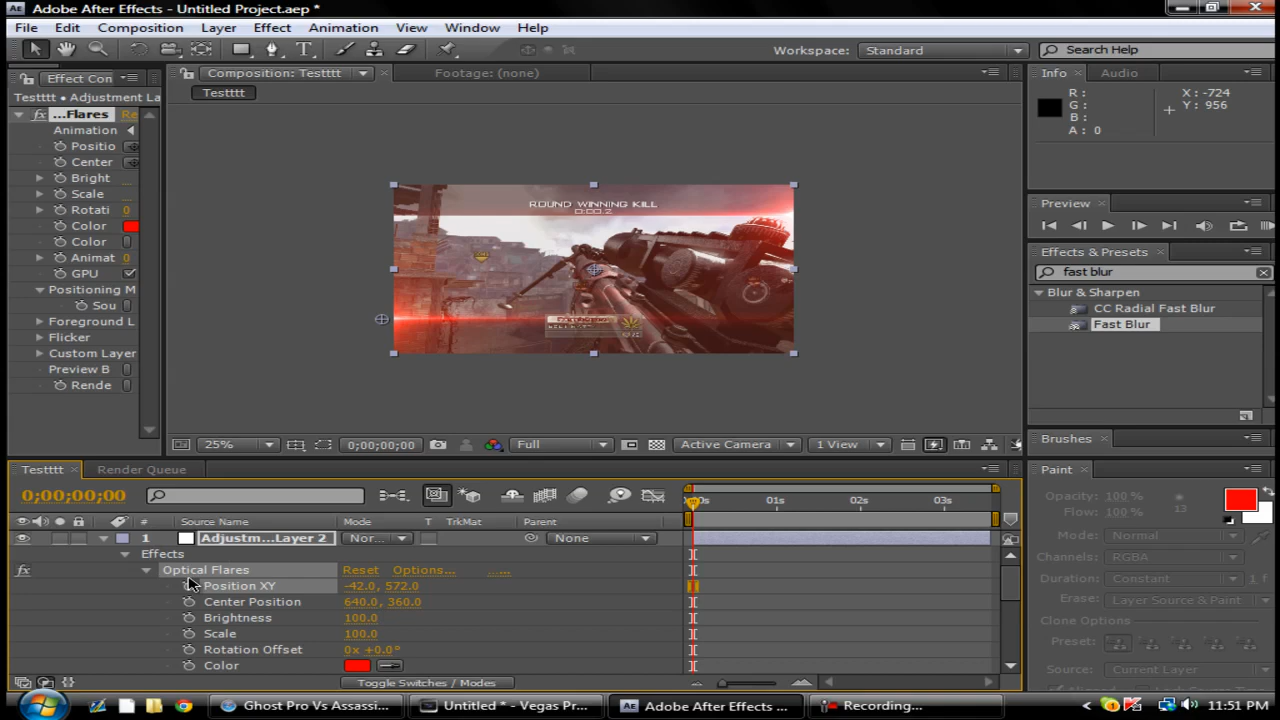 Adobe After Effects - Untitled Project.aep *
File Edit Composition Layer Effect Animation View Window Help
Workspace: Standard
Search Help
Effect Con
Composition: Testttt
Footage: (none)
Info
Audio
Testttt • Adjustment La
Testttt
R :
G :
B :
A : 0
X : -724
Y : 956
...Flares Re
Animation
Positio
Center
Bright
Scale
Rotati 0
Color
Color
Animat 0
GPU
Positioning M
Sou
Foreground L
Flicker
Custom Layer
Preview B
Rende
ROUND WINNING KILL
0:00.2
Preview
Effects & Presets
fast blur
Blur & Sharpen
CC Radial Fast Blur
Fast Blur
25%
0;00;00;00
Full
Active Camera
1 View
Brushes
Testttt
Render Queue
Paint
0;00;00;00
01s
02s
03s
Opacity: 100 %
Flow: 100 %
13
# Source Name Mode T TrkMat Parent
1 Adjustm...Layer 2 Nor... None
Effects
Optical Flares Reset Options... ......
Position XY -42.0, 572.0
Center Position 640.0, 360.0
Brightness 100.0
Scale 100.0
Rotation Offset 0x +0.0°
Color
Toggle Switches / Modes
Mode: Normal
Channels: RGBA
Duration: Constant
Erase: Layer Source & Paint
Clone Options
Preset:
Source: Current Layer
Ghost Pro Vs Assassi...
Untitled * - Vegas Pr...
Adobe After Effects ...
Recording...
11:51 PM